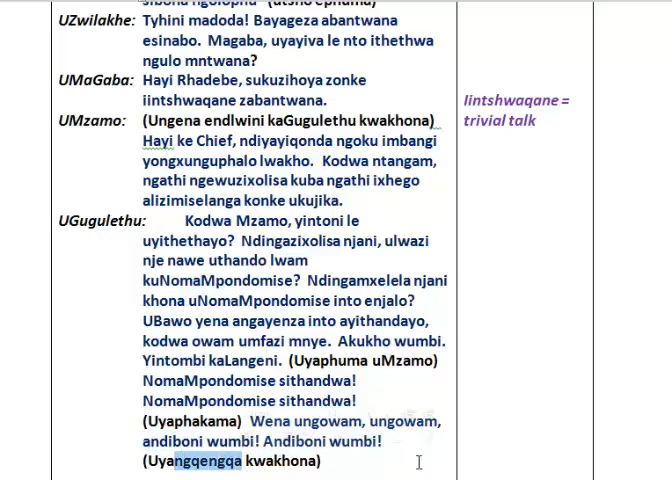 UZwilakhe: Tyhini madoda! Bayageza abantwana
esinabo. Magaba, uyayiva le nto ithethwa
ngulo mntwana?
UMaGaba: Hayi Rhadebe, sukuzihoya zonke
iintshwaqane zabantwana.
Iintshwaqane =
trivial talk
UMzamo: (Ungena endlwini kaGugulethu kwakhona)
Hayi ke Chief, ndiyayiqonda ngoku imbangi
yongxunguphalo lwakho. Kodwa ntangam,
ngathi ngewuzixolisa kuba ngathi ixhego
alizimiselanga konke ukujika.
UGugulethu: Kodwa Mzamo, yintoni le
uyithethayo? Ndingazixolisa njani, ulwazi
nje nawe uthando lwam
kuNomaMpondomise? Ndingamxelela njani
khona uNomaMpondomise into enjalo?
UBawo yena angayenza into ayithandayo,
kodwa owam umfazi mnye. Akukho wumbi.
Yintombi kaLangeni. (Uyaphuma uMzamo)
NomaMpondomise sithandwa!
NomaMpondomise sithandwa!
(Uyaphakama) Wena ungowam, ungowam,
andiboni wumbi! Andiboni wumbi!
(Uyangqengqa kwakhona)